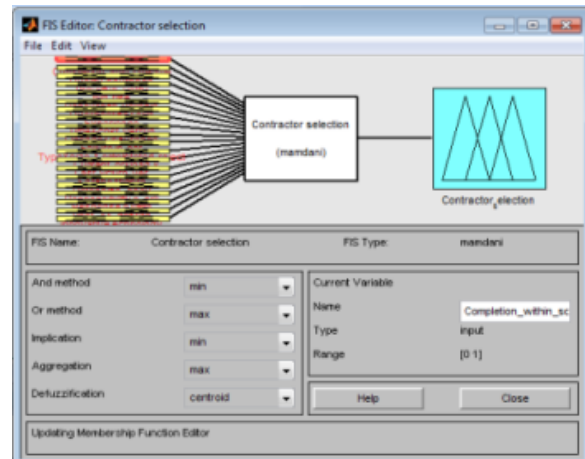 FIS Editor: Contractor selection
File Edit View
Contractor selection
(mamdani)
Contractor_selection
FIS Name: Contractor selection FIS Type: mamdani
And method min
Or method max
Implication min
Aggregation max
Defuzzification centroid
Current Variable
Name Completion_within_sc
Type input
Range [0 1]
Help Close
Updating Membership Function Editor